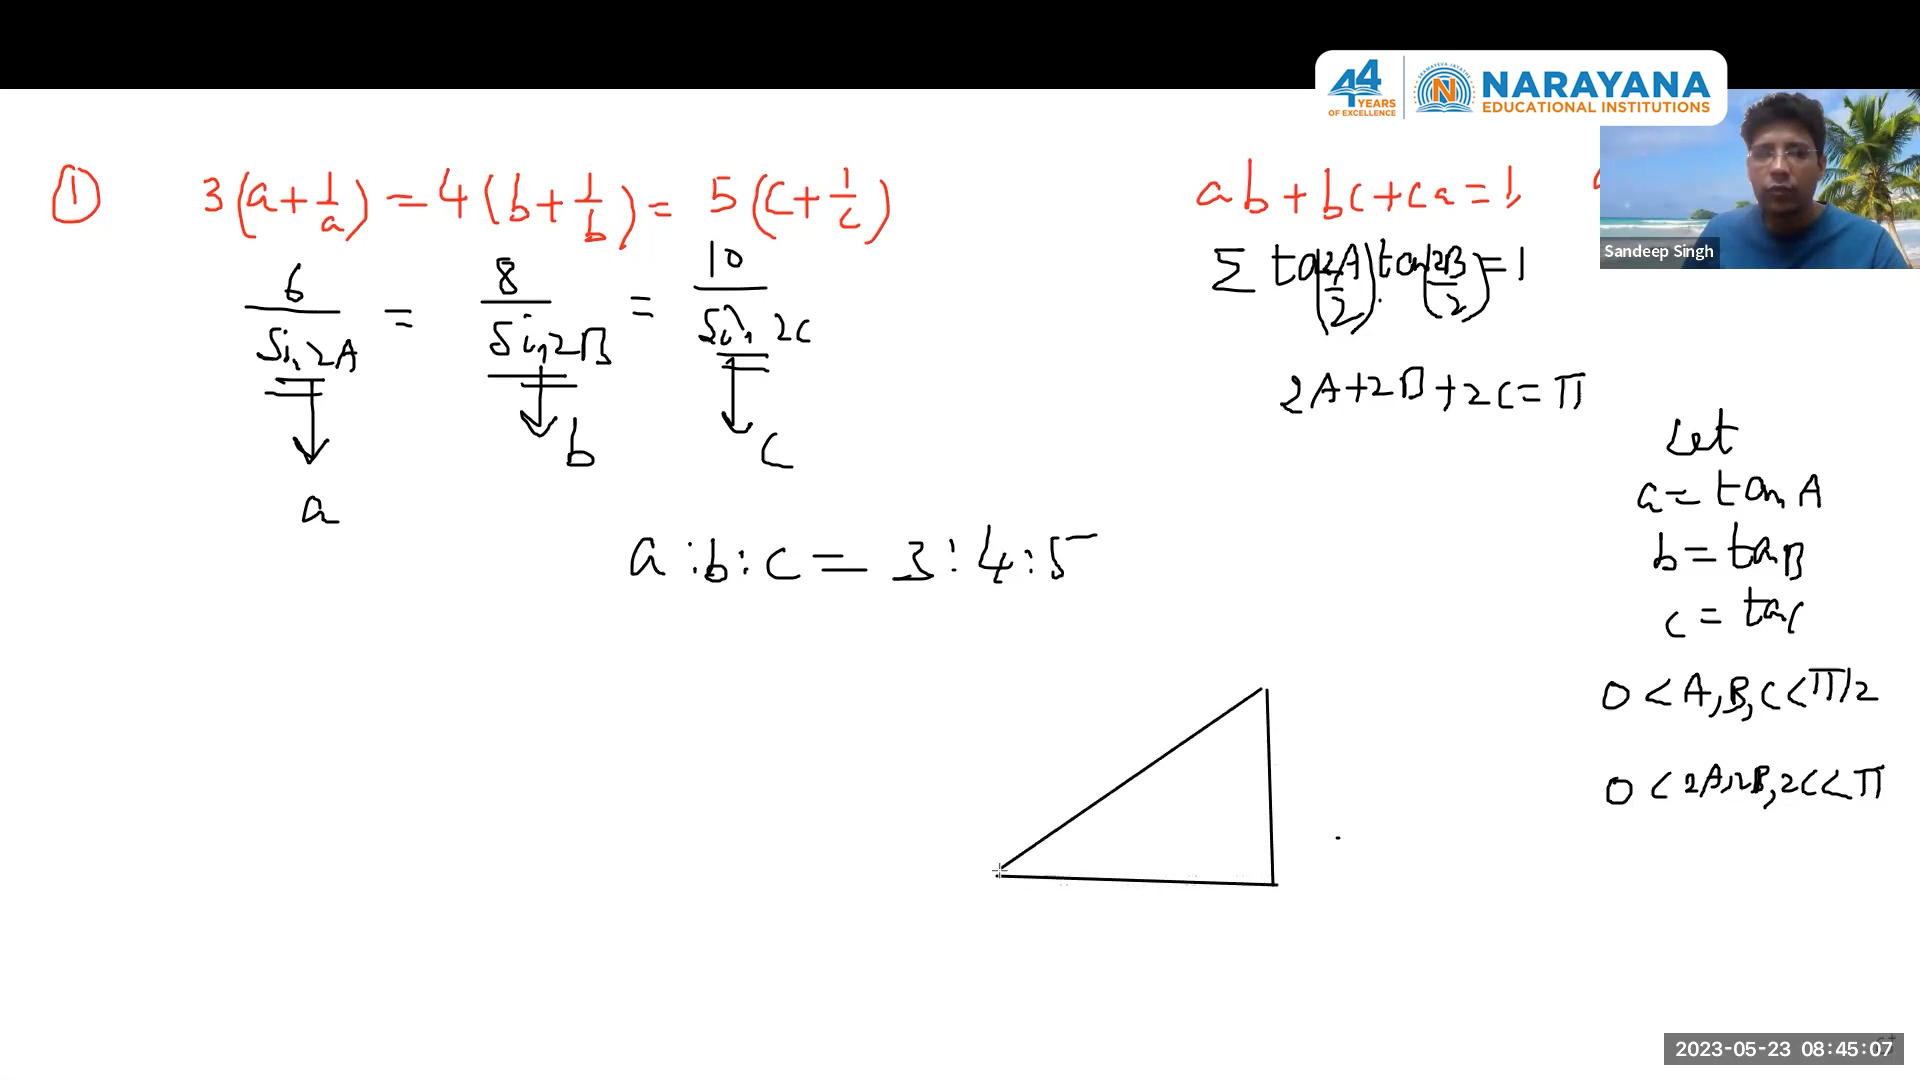 44 YEARS OF EXCELLENCE
NARAYANA
EDUCATIONAL INSTITUTIONS
Sandeep Singh
① 3(a+1/a) = 4(b+1/b) = 5(c+1/c)
ab+bc+ca=1,
6/Sin2A = 8/Sin2B = 10/Sin2C
Σ tan(2A/2).tan(2B/2)=1
2A+2B+2C=π
a
b
c
Let
a = tan A
b = tanB
c = tanC
a:b:c = 3:4:5
0 < A,B,C < π/2
0 < 2A,2B,2C < π
2023-05-23 08:45:07